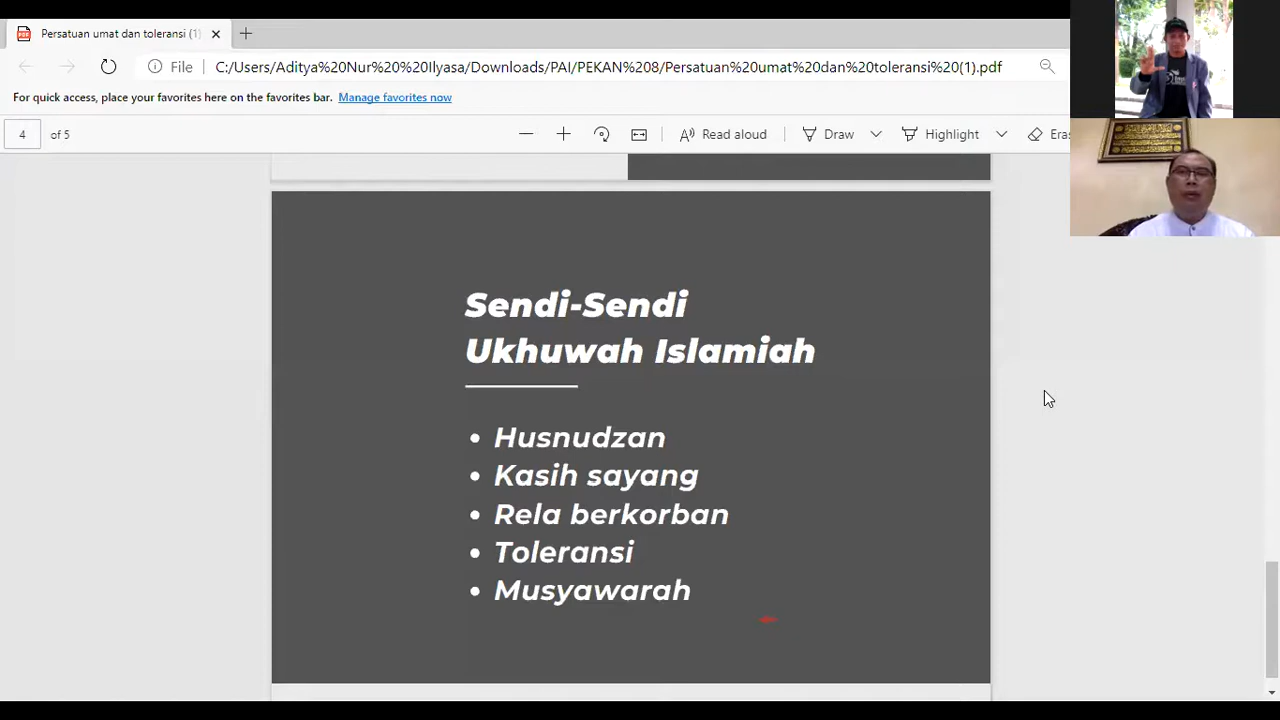 Persatuan umat dan toleransi (1)
File
C:/Users/Aditya%20Nur%20%20Ilyasa/Downloads/PAI/PEKAN%208/Persatuan%20umat%20dan%20toleransi%20(1).pdf
For quick access, place your favorites here on the favorites bar. Manage favorites now
4 of 5
Read aloud
Draw
Highlight
Sendi-Sendi
Ukhuwah Islamiah
• Husnudzan
• Kasih sayang
• Rela berkorban
• Toleransi
• Musyawarah